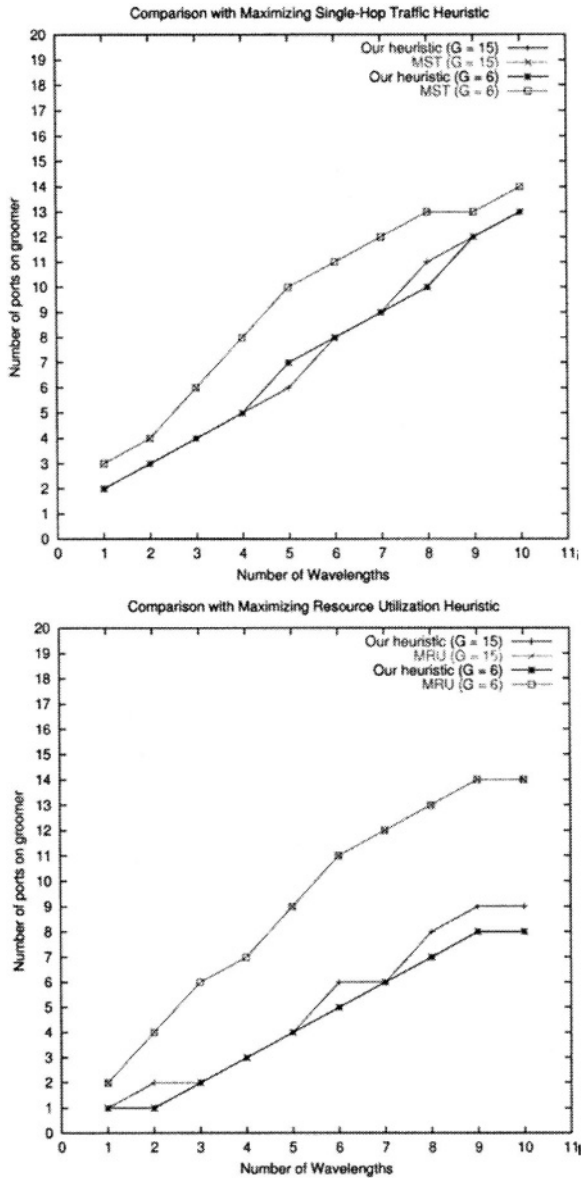 Comparison with Maximizing Single-Hop Traffic Heuristic
20
19
18
17
16
15
14
13
12
11
10
9
8
7
6
5
4
3
2
1
0
Number of ports on groomer
Our heuristic (G = 15)
MST (G = 15)
Our heuristic (G = 6)
MST (G = 6)
0 1 2 3 4 5 6 7 8 9 10 11
Number of Wavelengths
Comparison with Maximizing Resource Utilization Heuristic
20
19
18
17
16
15
14
13
12
11
10
9
8
7
6
5
4
3
2
1
0
Number of ports on groomer
Our heuristic (G = 15)
MRU (G = 15)
Our heuristic (G = 6)
MRU (G = 6)
0 1 2 3 4 5 6 7 8 9 10 11
Number of Wavelengths